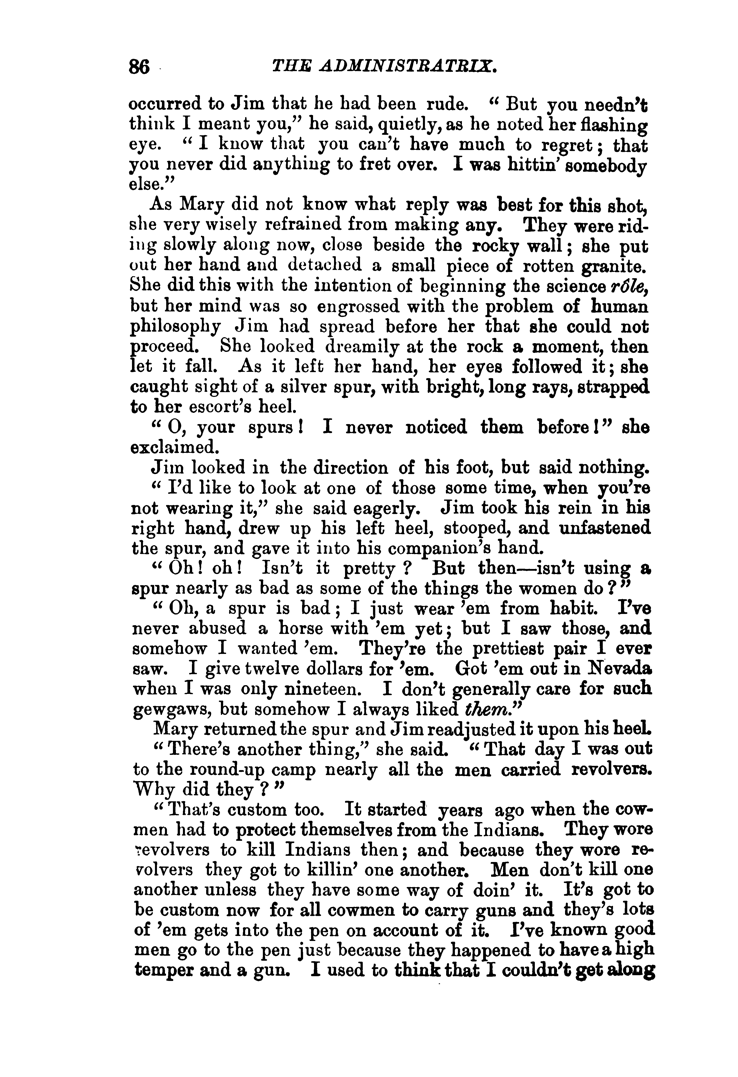 86 THE ADMINISTRATRIX.
occurred to Jim that he had been rude. “ But you needn’t
think I meant you,” he said, quietly, as he noted her flashing
eye. “ I know that you can’t have much to regret ; that
you never did anything to fret over. I was hittin’ somebody
else.”
As Mary did not know what reply was best for this shot,
she very wisely refrained from making any. They were rid-
ing slowly along now, close beside the rocky wall ; she put
out her hand and detached a small piece of rotten granite.
She did this with the intention of beginning the science rôle,
but her mind was so engrossed with the problem of human
philosophy Jim had spread before her that she could not
proceed. She looked dreamily at the rock a moment, then
let it fall. As it left her hand, her eyes followed it ; she
caught sight of a silver spur, with bright, long rays, strapped
to her escort’s heel.
“ O, your spurs ! I never noticed them before !” she
exclaimed.
Jim looked in the direction of his foot, but said nothing.
“ I’d like to look at one of those some time, when you’re
not wearing it,” she said eagerly. Jim took his rein in his
right hand, drew up his left heel, stooped, and unfastened
the spur, and gave it into his companion’s hand.
“ Oh ! oh ! Isn’t it pretty ? But then—isn’t using a
spur nearly as bad as some of the things the women do ?”
“ Oh, a spur is bad ; I just wear ’em from habit. I’ve
never abused a horse with ’em yet ; but I saw those, and
somehow I wanted ’em. They’re the prettiest pair I ever
saw. I give twelve dollars for ’em. Got ’em out in Nevada
when I was only nineteen. I don’t generally care for such
gewgaws, but somehow I always liked them.”
Mary returned the spur and Jim readjusted it upon his heel.
“ There’s another thing,” she said. “ That day I was out
to the round-up camp nearly all the men carried revolvers.
Why did they ? ”
“ That’s custom too. It started years ago when the cow-
men had to protect themselves from the Indians. They wore
revolvers to kill Indians then ; and because they wore re-
volvers they got to killin’ one another. Men don’t kill one
another unless they have some way of doin’ it. It’s got to
be custom now for all cowmen to carry guns and they’s lots
of ’em gets into the pen on account of it. I’ve known good
men go to the pen just because they happened to have a high
temper and a gun. I used to think that I couldn’t get along